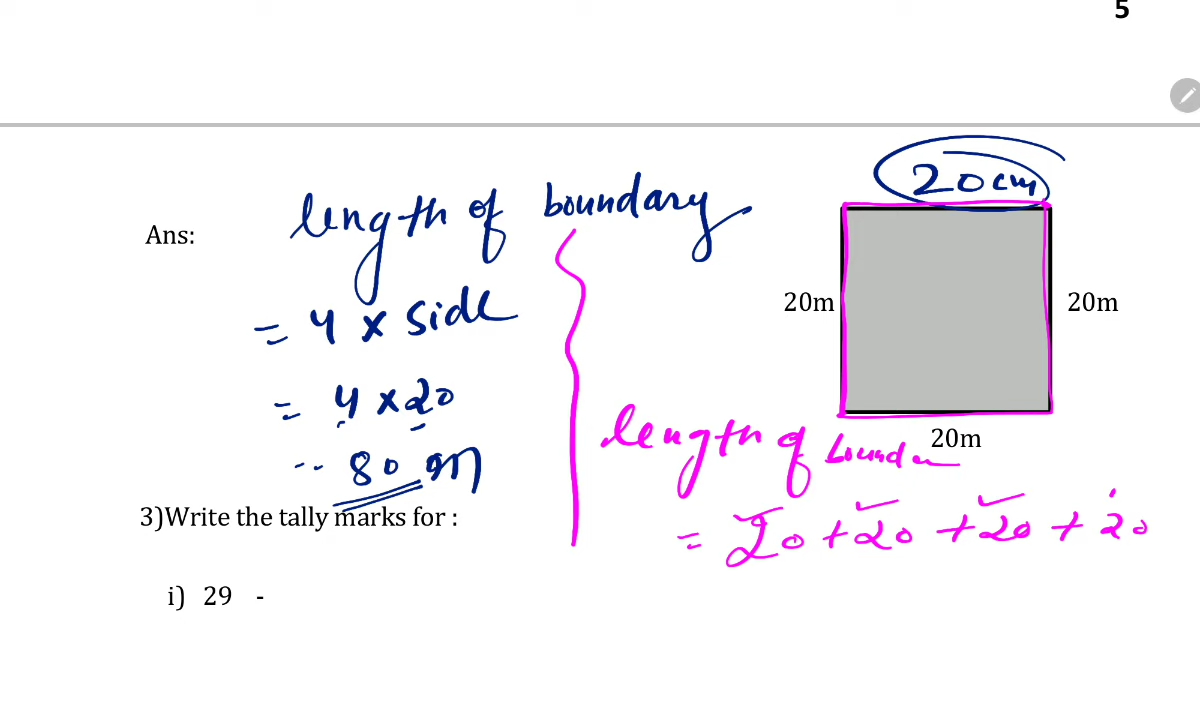 5
20cm
length of boundary
Ans:
= 4 x side
20m 20m
= 4 x 20
20m
length of
80 m
3)Write the tally marks for :
= 20 + 20 + 20 + 20
i) 29 -